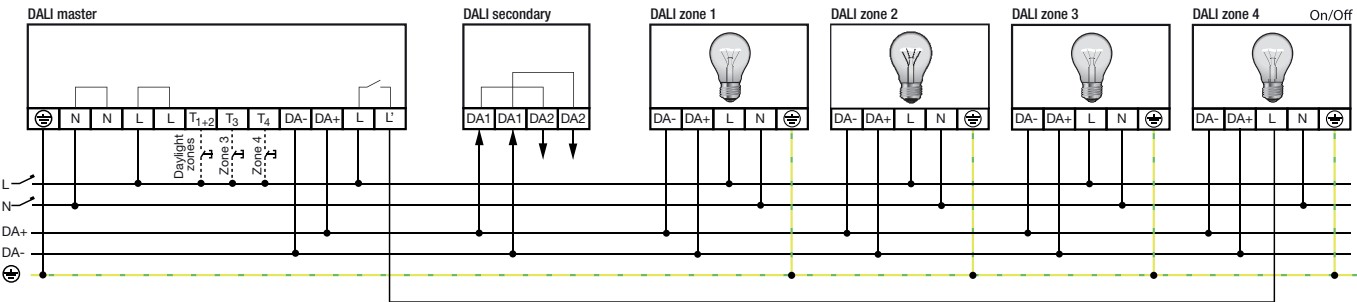 DALI master
DALI secondary
DALI zone 1
DALI zone 2
DALI zone 3
DALI zone 4
On/Off
N N L L T1+2 T3 T4 DA- DA+ L L'
DA1 DA1 DA2 DA2
DA- DA+ L N
DA- DA+ L N
DA- DA+ L N
DA- DA+ L N
Daylight
zones
Zone 3
Zone 4
L
N
DA+
DA-